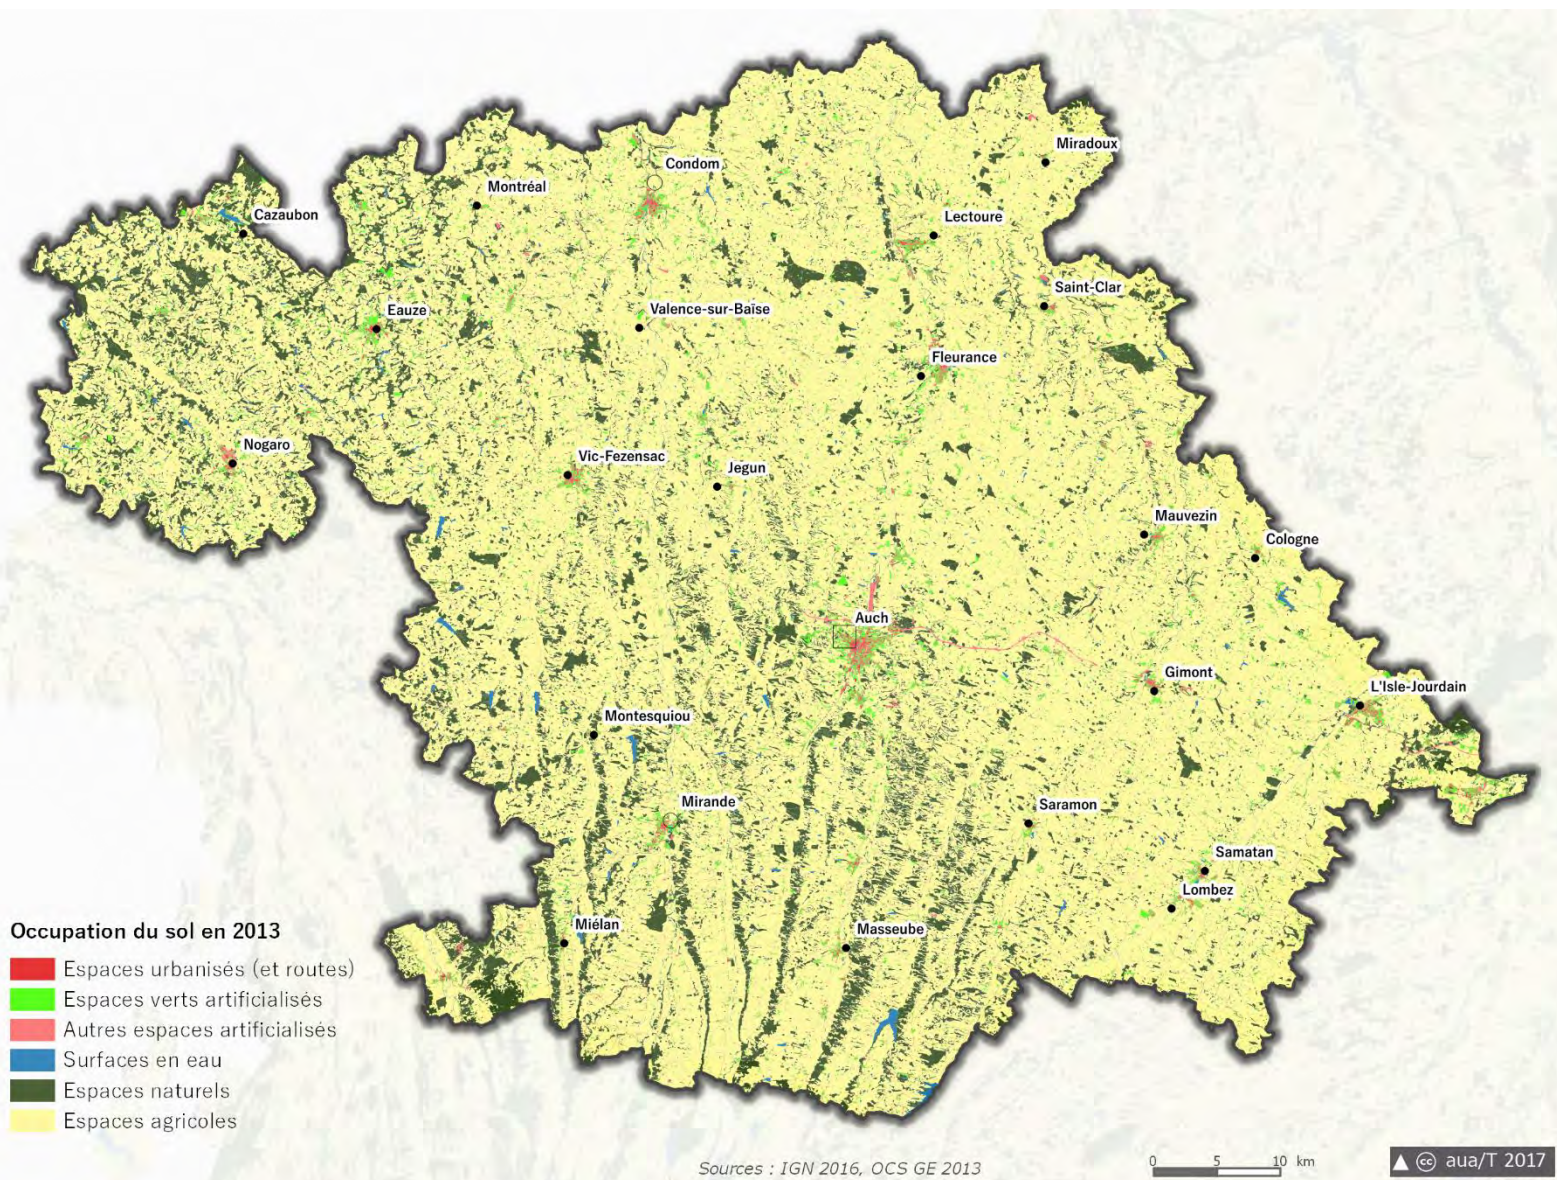 Miradoux
Condom
Montréal
Cazaubon
Lectoure
Saint-Clar
Eauze
Valence-sur-Baïse
Fleurance
Nogaro
Vic-Fezensac
Jegun
Mauvezin
Cologne
Auch
Gimont
L'Isle-Jourdain
Montesquiou
Mirande
Saramon
Samatan
Lombez
Miélan
Masseube
Occupation du sol en 2013
Espaces urbanisés (et routes)
Espaces verts artificialisés
Autres espaces artificialisés
Surfaces en eau
Espaces naturels
Espaces agricoles
Sources : IGN 2016, OCS GE 2013
0 5 10 km
cc aua/T 2017